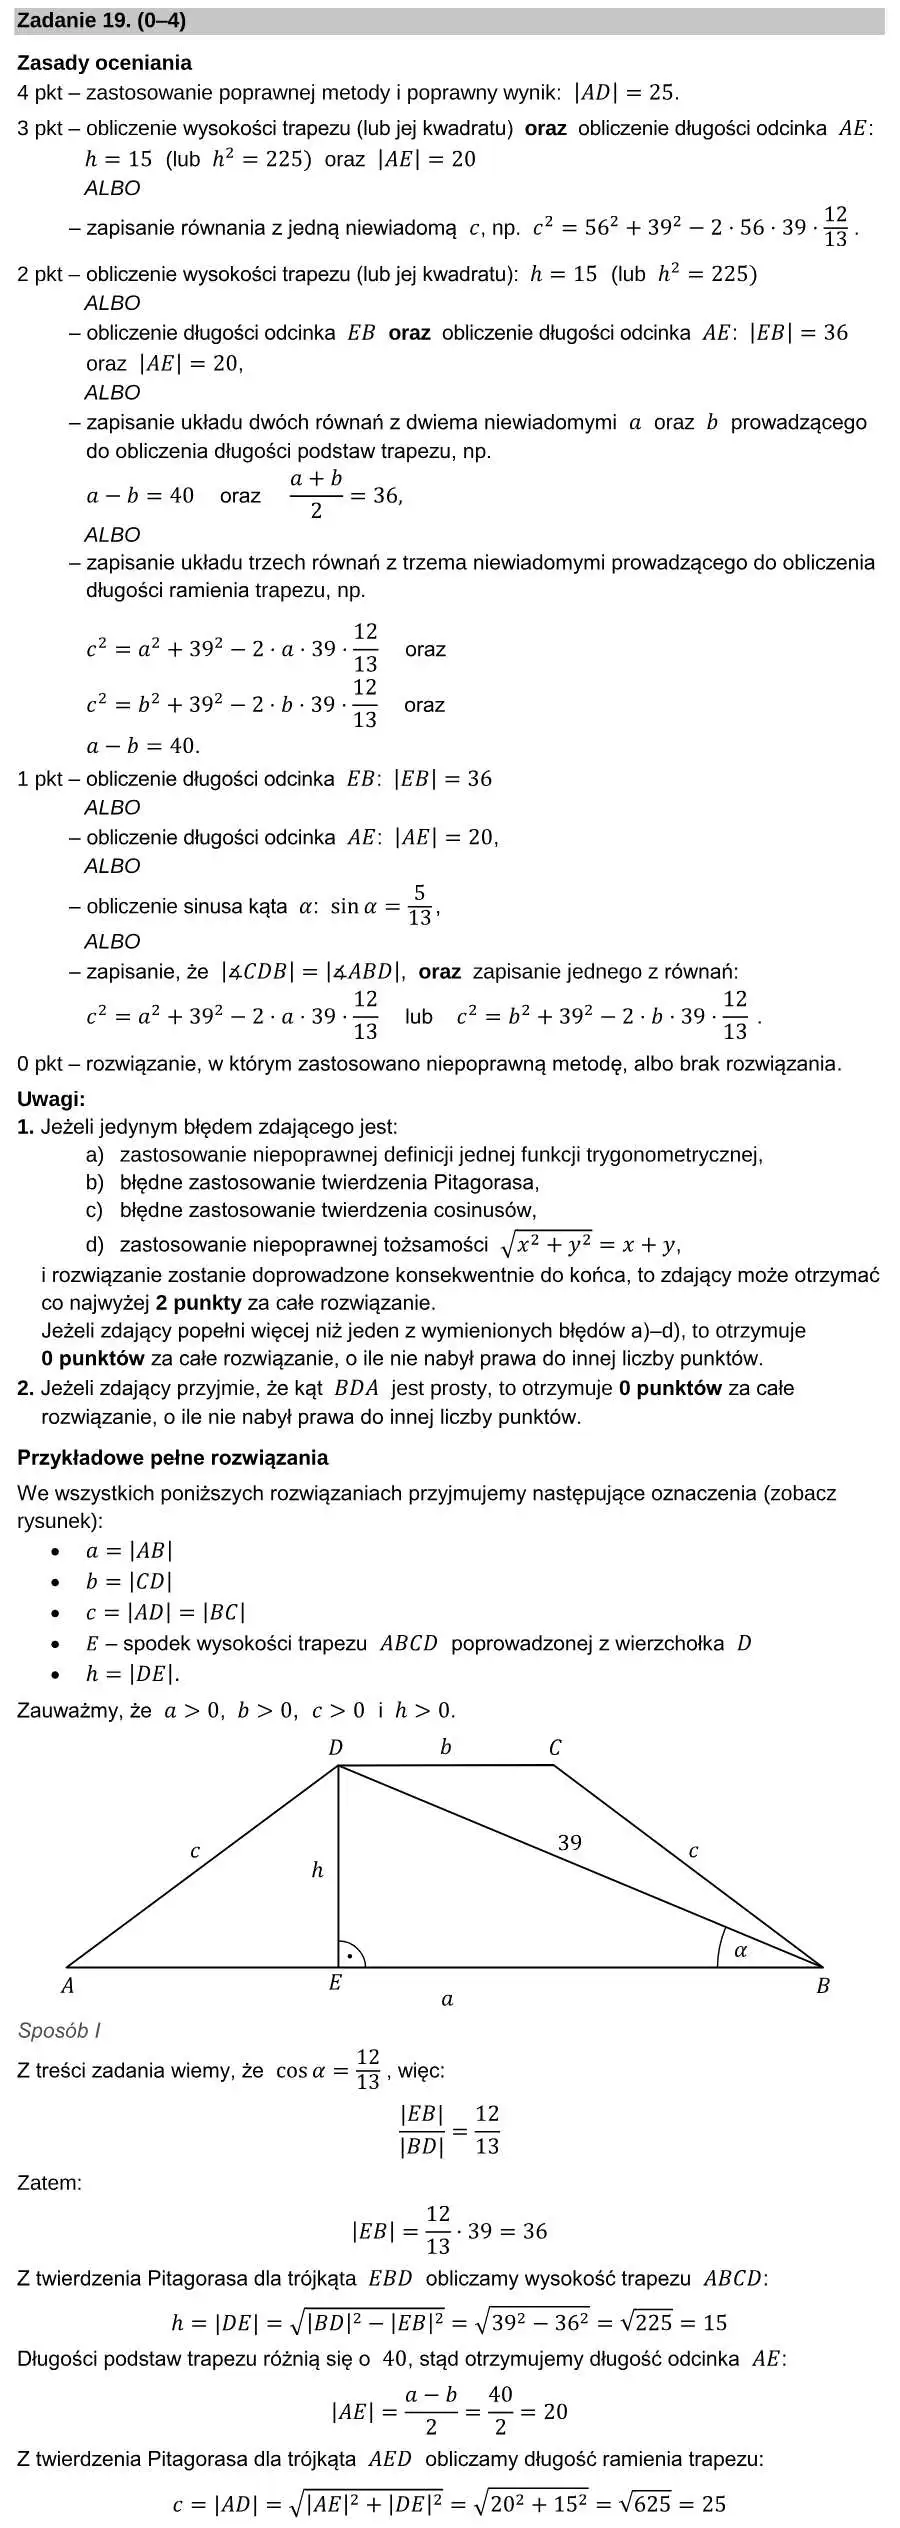 Zadanie 19. (0–4)
Zasady oceniania
4 pkt – zastosowanie poprawnej metody i poprawny wynik: |AD| = 25.
3 pkt – obliczenie wysokości trapezu (lub jej kwadratu) oraz obliczenie długości odcinka AE:
h = 15 (lub h² = 225) oraz |AE| = 20
ALBO
– zapisanie równania z jedną niewiadomą c, np. c² = 56² + 39² − 2 · 56 · 39 · 12/13 .
2 pkt – obliczenie wysokości trapezu (lub jej kwadratu): h = 15 (lub h² = 225)
ALBO
– obliczenie długości odcinka EB oraz obliczenie długości odcinka AE: |EB| = 36
oraz |AE| = 20,
ALBO
– zapisanie układu dwóch równań z dwiema niewiadomymi a oraz b prowadzącego
do obliczenia długości podstaw trapezu, np.
a − b = 40 oraz (a + b)/2 = 36,
ALBO
– zapisanie układu trzech równań z trzema niewiadomymi prowadzącego do obliczenia
długości ramienia trapezu, np.
c² = a² + 39² − 2 · a · 39 · 12/13 oraz
c² = b² + 39² − 2 · b · 39 · 12/13 oraz
a − b = 40.
1 pkt – obliczenie długości odcinka EB: |EB| = 36
ALBO
– obliczenie długości odcinka AE: |AE| = 20,
ALBO
– obliczenie sinusa kąta α: sin α = 5/13,
ALBO
– zapisanie, że |∡CDB| = |∡ABD|, oraz zapisanie jednego z równań:
c² = a² + 39² − 2 · a · 39 · 12/13 lub c² = b² + 39² − 2 · b · 39 · 12/13 .
0 pkt – rozwiązanie, w którym zastosowano niepoprawną metodę, albo brak rozwiązania.
Uwagi:
1. Jeżeli jedynym błędem zdającego jest:
a) zastosowanie niepoprawnej definicji jednej funkcji trygonometrycznej,
b) błędne zastosowanie twierdzenia Pitagorasa,
c) błędne zastosowanie twierdzenia cosinusów,
d) zastosowanie niepoprawnej tożsamości √(x² + y²) = x + y,
i rozwiązanie zostanie doprowadzone konsekwentnie do końca, to zdający może otrzymać
co najwyżej 2 punkty za całe rozwiązanie.
Jeżeli zdający popełni więcej niż jeden z wymienionych błędów a)–d), to otrzymuje
0 punktów za całe rozwiązanie, o ile nie nabył prawa do innej liczby punktów.
2. Jeżeli zdający przyjmie, że kąt BDA jest prosty, to otrzymuje 0 punktów za całe
rozwiązanie, o ile nie nabył prawa do innej liczby punktów.
Przykładowe pełne rozwiązania
We wszystkich poniższych rozwiązaniach przyjmujemy następujące oznaczenia (zobacz
rysunek):
• a = |AB|
• b = |CD|
• c = |AD| = |BC|
• E – spodek wysokości trapezu ABCD poprowadzonej z wierzchołka D
• h = |DE|.
Zauważmy, że a > 0, b > 0, c > 0 i h > 0.
D b C
c h 39 c
α
A E B
a
Sposób I
Z treści zadania wiemy, że cos α = 12/13 , więc:
|EB|/|BD| = 12/13
Zatem:
|EB| = 12/13 · 39 = 36
Z twierdzenia Pitagorasa dla trójkąta EBD obliczamy wysokość trapezu ABCD:
h = |DE| = √(|BD|² − |EB|²) = √(39² − 36²) = √225 = 15
Długości podstaw trapezu różnią się o 40, stąd otrzymujemy długość odcinka AE:
|AE| = (a − b)/2 = 40/2 = 20
Z twierdzenia Pitagorasa dla trójkąta AED obliczamy długość ramienia trapezu:
c = |AD| = √(|AE|² + |DE|²) = √(20² + 15²) = √625 = 25